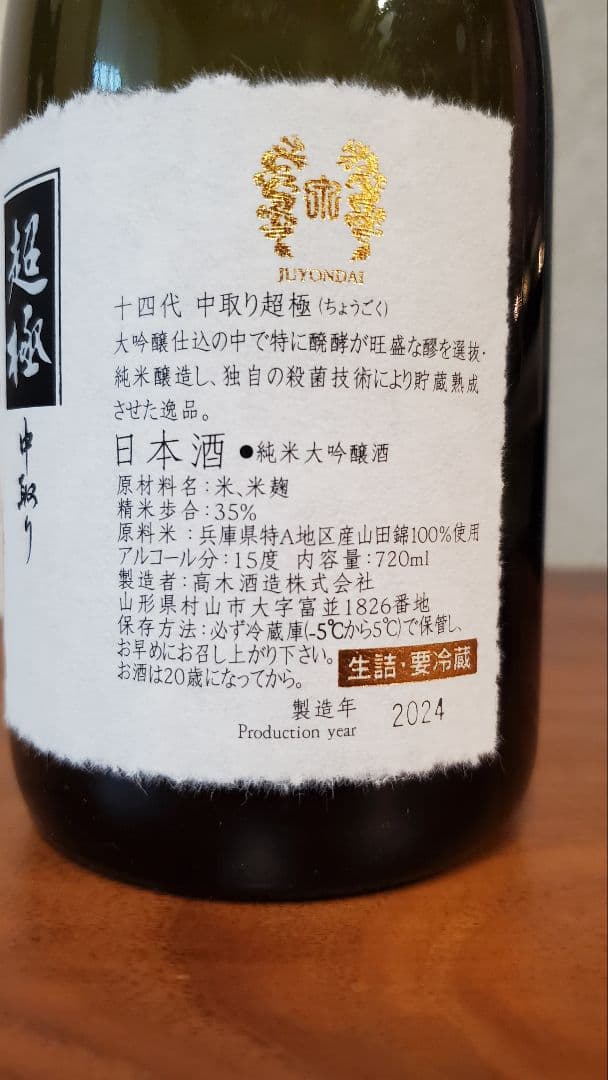 超極
中取り
JUYONDAI
十四代 中取り超極(ちょうごく)
大吟醸仕込の中で特に醗酵が旺盛な醪を選抜・
純米醸造し、独自の殺菌技術により貯蔵熟成
させた逸品。
日本酒 ●純米大吟醸酒
原材料名:米、米麹
精米歩合:35%
原料米:兵庫県特A地区産山田錦100%使用
アルコール分:15度 内容量:720ml
製造者:高木酒造株式会社
山形県村山市大字富並1826番地
保存方法:必ず冷蔵庫(-5℃から5℃)で保管し、
お早めにお召し上がり下さい。
お酒は20歳になってから。
生詰・要冷蔵
製造年 2024
Production year